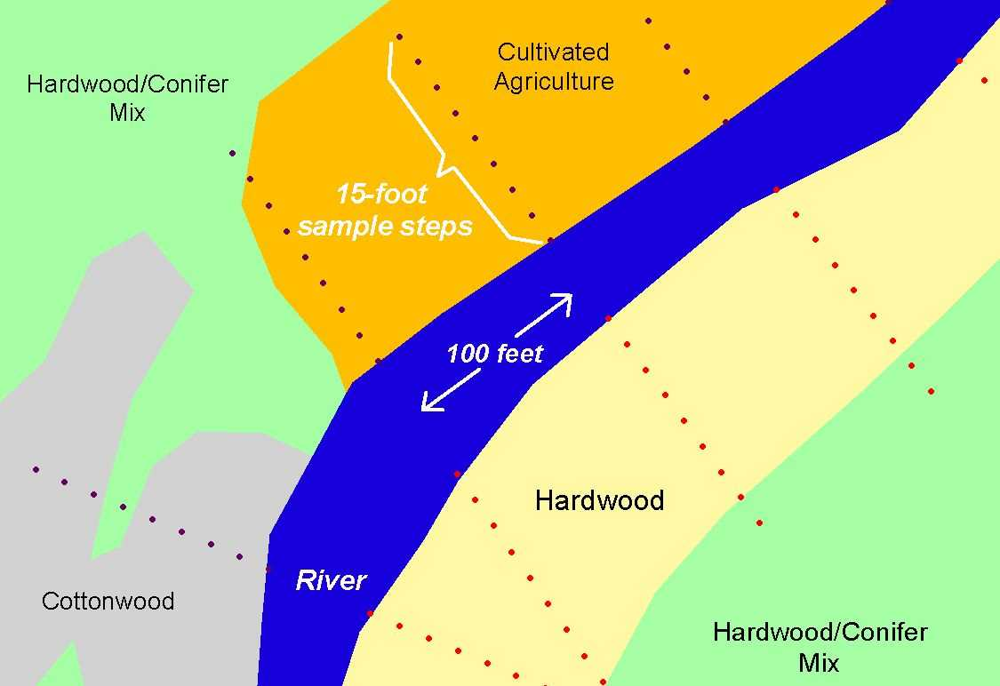 Cultivated
Agriculture
Hardwood/Conifer
Mix
15-foot
sample steps
100 feet
Hardwood
River
Cottonwood
Hardwood/Conifer
Mix